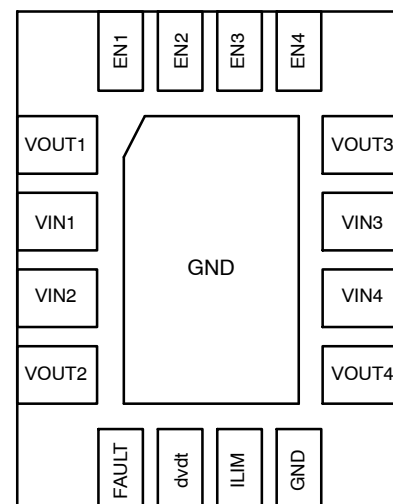 EN1
EN2
EN3
EN4
VOUT1
VOUT3
VIN1
VIN3
GND
VIN2
VIN4
VOUT2
VOUT4
FAULT
dvdt
ILIM
GND